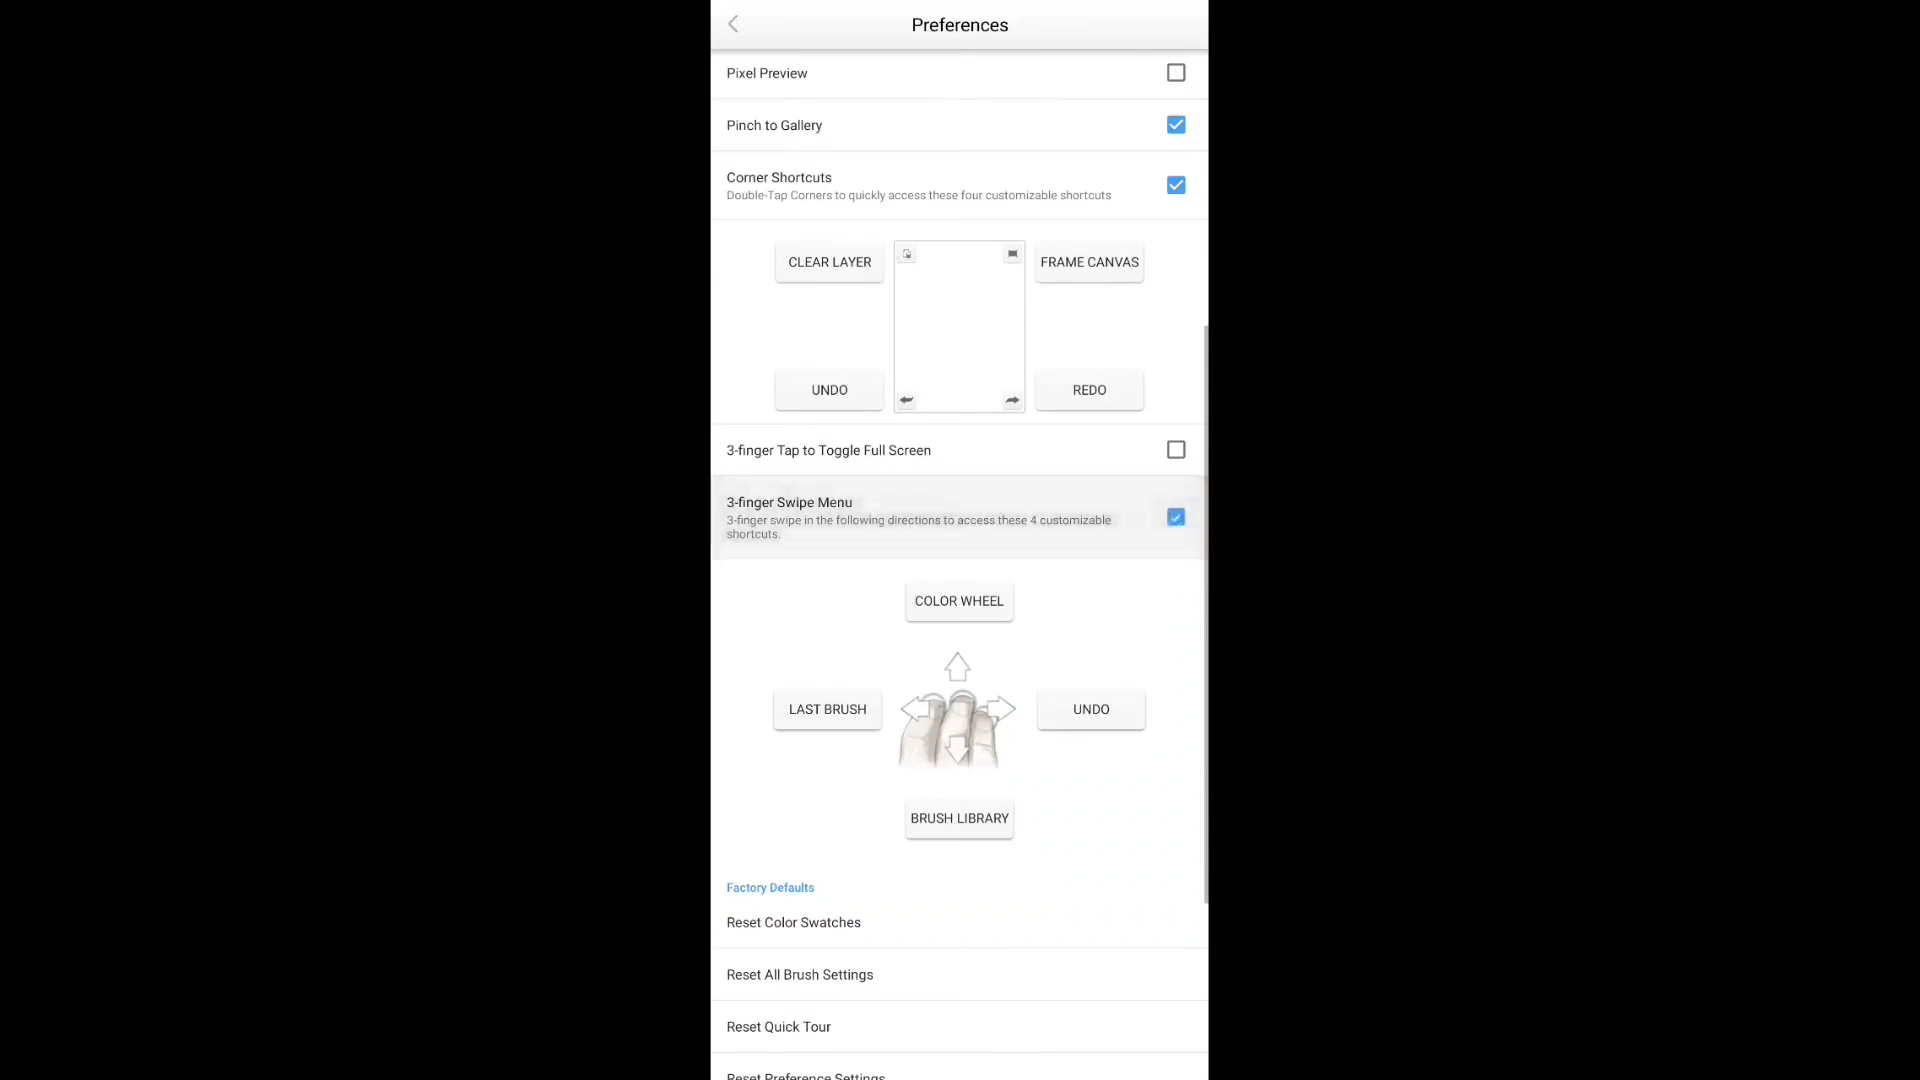 Preferences
Pixel Preview
Pinch to Gallery
Corner Shortcuts
Double-Tap Corners to quickly access these four customizable shortcuts
CLEAR LAYER
FRAME CANVAS
UNDO
REDO
3-finger Tap to Toggle Full Screen
3-finger Swipe Menu
3-finger swipe in the following directions to access these 4 customizable
shortcuts.
COLOR WHEEL
LAST BRUSH
UNDO
BRUSH LIBRARY
Factory Defaults
Reset Color Swatches
Reset All Brush Settings
Reset Quick Tour
Reset Preference Settings